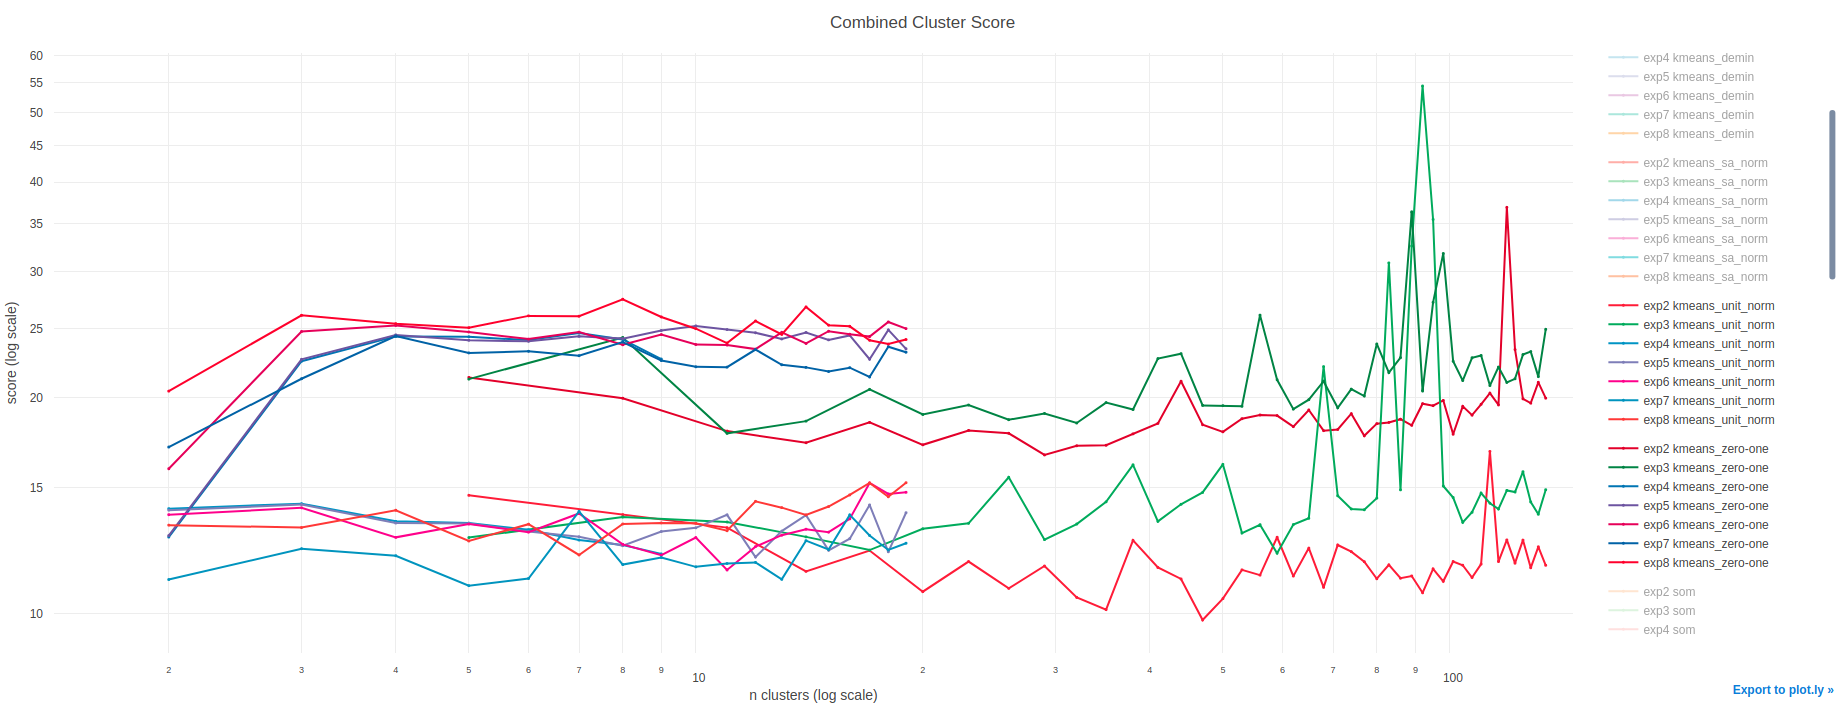 Combined Cluster Score
60
55
50
45
40
35
30
25
20
15
10
score (log scale)
2
3
4
5
6
7
8
9
10
2
3
4
5
6
7
8
9
100
n clusters (log scale)
exp4 kmeans_demin
exp5 kmeans_demin
exp6 kmeans_demin
exp7 kmeans_demin
exp8 kmeans_demin
exp2 kmeans_sa_norm
exp3 kmeans_sa_norm
exp4 kmeans_sa_norm
exp5 kmeans_sa_norm
exp6 kmeans_sa_norm
exp7 kmeans_sa_norm
exp8 kmeans_sa_norm
exp2 kmeans_unit_norm
exp3 kmeans_unit_norm
exp4 kmeans_unit_norm
exp5 kmeans_unit_norm
exp6 kmeans_unit_norm
exp7 kmeans_unit_norm
exp8 kmeans_unit_norm
exp2 kmeans_zero-one
exp3 kmeans_zero-one
exp4 kmeans_zero-one
exp5 kmeans_zero-one
exp6 kmeans_zero-one
exp7 kmeans_zero-one
exp8 kmeans_zero-one
exp2 som
exp3 som
exp4 som
Export to plot.ly »